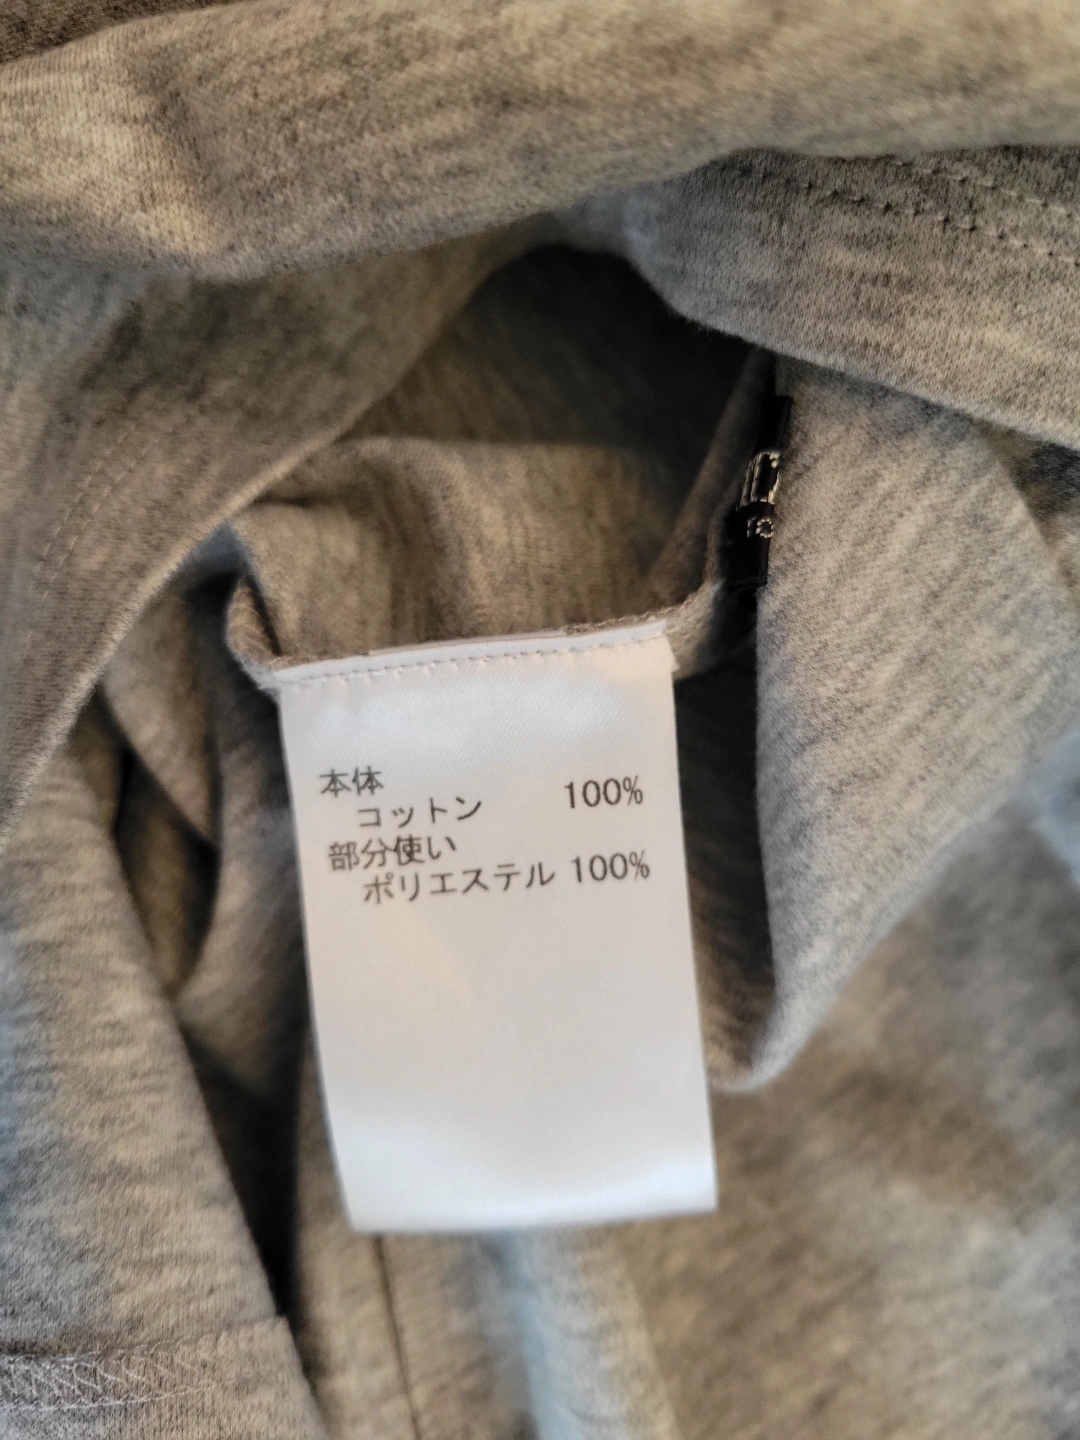 本体
コットン 100%
部分使い
ポリエステル 100%